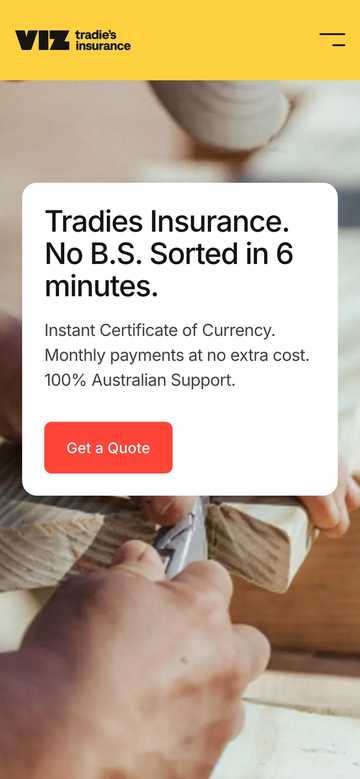 VIZ tradie's
insurance
Tradies Insurance.
No B.S. Sorted in 6
minutes.
Instant Certificate of Currency.
Monthly payments at no extra cost.
100% Australian Support.
Get a Quote